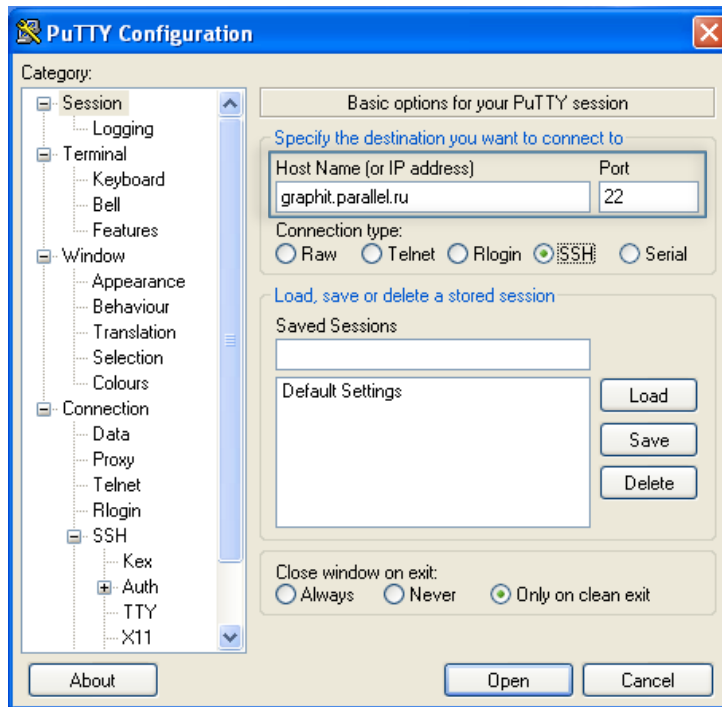 PuTTY Configuration
Category:
Session
Logging
Terminal
Keyboard
Bell
Features
Window
Appearance
Behaviour
Translation
Selection
Colours
Connection
Data
Proxy
Telnet
Rlogin
SSH
Kex
Auth
TTY
X11
Basic options for your PuTTY session
Specify the destination you want to connect to
Host Name (or IP address) Port
graphit.parallel.ru 22
Connection type:
Raw Telnet Rlogin SSH Serial
Load, save or delete a stored session
Saved Sessions
Default Settings
Load
Save
Delete
Close window on exit:
Always Never Only on clean exit
About Open Cancel